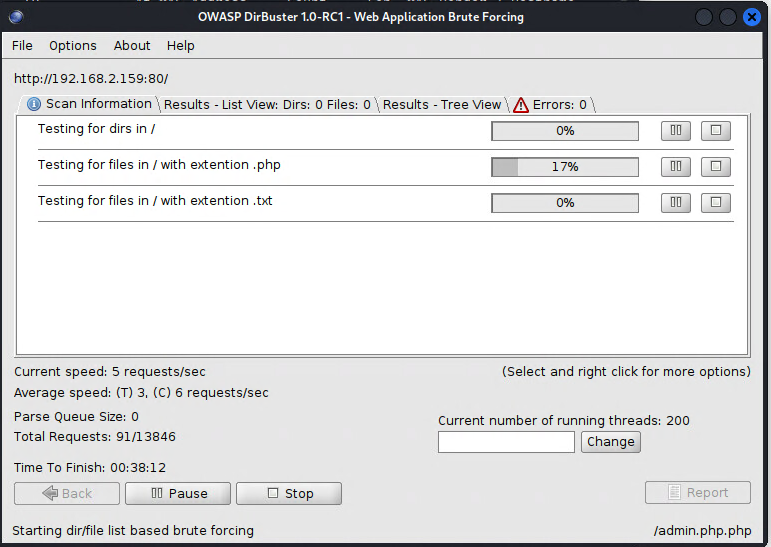 OWASP DirBuster 1.0-RC1 - Web Application Brute Forcing
File Options About Help
http://192.168.2.159:80/
Scan Information Results - List View: Dirs: 0 Files: 0 Results - Tree View Errors: 0
Testing for dirs in / 0%
Testing for files in / with extention .php 17%
Testing for files in / with extention .txt 0%
Current speed: 5 requests/sec (Select and right click for more options)
Average speed: (T) 3, (C) 6 requests/sec
Parse Queue Size: 0
Current number of running threads: 200
Total Requests: 91/13846
Change
Time To Finish: 00:38:12
Back Pause Stop Report
Starting dir/file list based brute forcing /admin.php.php